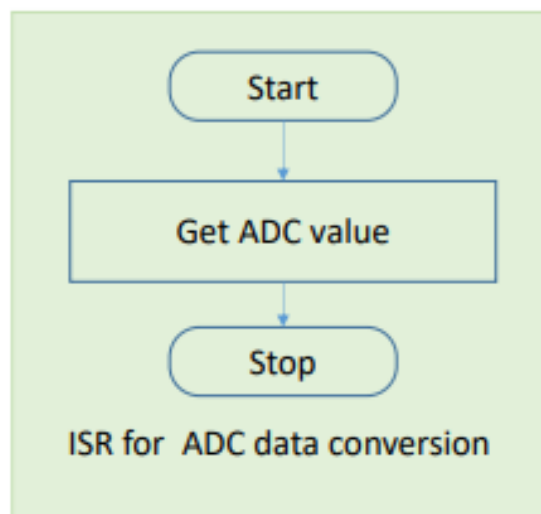 Start
Get ADC value
Stop
ISR for  ADC data conversion